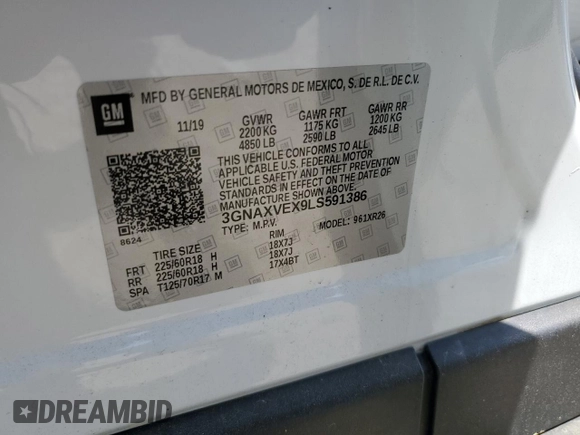 GM
MFD BY GENERAL MOTORS DE MEXICO, S. DE R.L. DE C.V.
11/19 GVWR GAWR FRT GAWR RR
2200 KG 1175 KG 1200 KG
4850 LB 2590 LB 2645 LB
THIS VEHICLE CONFORMS TO ALL
APPLICABLE U.S. FEDERAL MOTOR
VEHICLE SAFETY AND THEFT PREVENTION
STANDARDS IN EFFECT ON THE DATE OF
MANUFACTURE SHOWN ABOVE.
3GNAXVEX9LS591386
TYPE: M.P.V. MODEL: 961XR26
8624
TIRE SIZE RIM
FRT 225/60R18 H 18X7J
RR 225/60R18 H 18X7J
SPA T125/70R17 M 17X4BT
DREAMBID